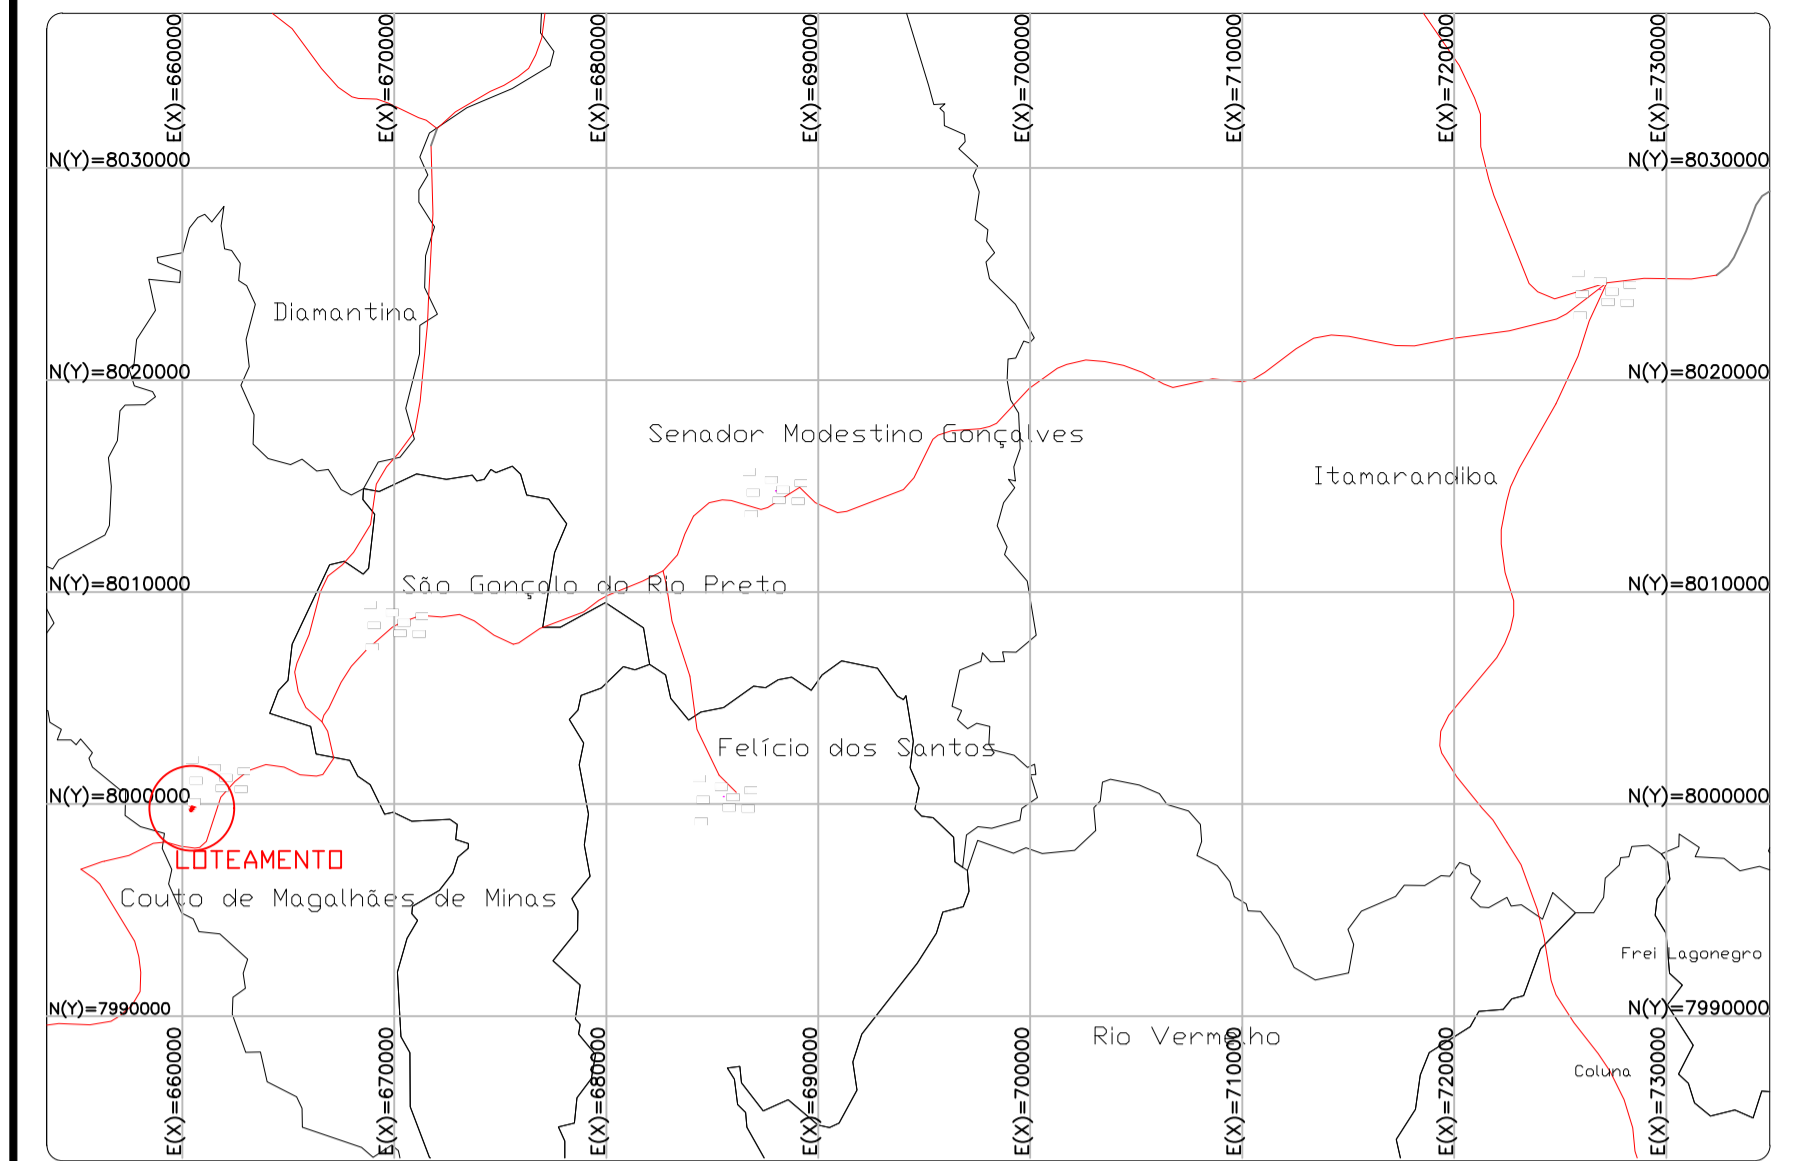 E(X)=660000
E(X)=670000
E(X)=680000
E(X)=690000
E(X)=700000
E(X)=710000
E(X)=720000
E(X)=730000
N(Y)=8030000
N(Y)=8030000
Diamantina
N(Y)=8020000
N(Y)=8020000
Senador Modestino Gonçalves
Itamarandiba
N(Y)=8010000
São Gonçalo do Rio Preto
N(Y)=8010000
Felício dos Santos
N(Y)=8000000
N(Y)=8000000
LOTEAMENTO
Couto de Magalhães de Minas
Frei Lagonegro
N(Y)=7990000
N(Y)=7990000
Rio Vermelho
Coluna
E(X)=660000
E(X)=670000
E(X)=680000
E(X)=690000
E(X)=700000
E(X)=710000
E(X)=720000
E(X)=730000